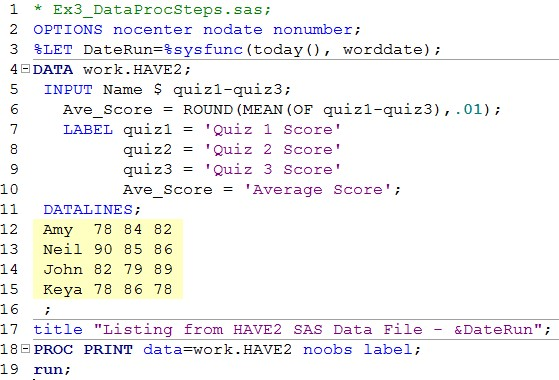 1 * Ex3_DataProcSteps.sas;
2 OPTIONS nocenter nodate nonumber;
3 %LET DateRun=%sysfunc(today(), worddate);
4 DATA work.HAVE2;
5 INPUT Name $ quiz1-quiz3;
6 Ave_Score = ROUND(MEAN(OF quiz1-quiz3),.01);
7 LABEL quiz1 = 'Quiz 1 Score'
8 quiz2 = 'Quiz 2 Score'
9 quiz3 = 'Quiz 3 Score'
10 Ave_Score = 'Average Score';
11 DATALINES;
12 Amy 78 84 82
13 Neil 90 85 86
14 John 82 79 89
15 Keya 78 86 78
16 ;
17 title "Listing from HAVE2 SAS Data File - &DateRun";
18 PROC PRINT data=work.HAVE2 noobs label;
19 run;